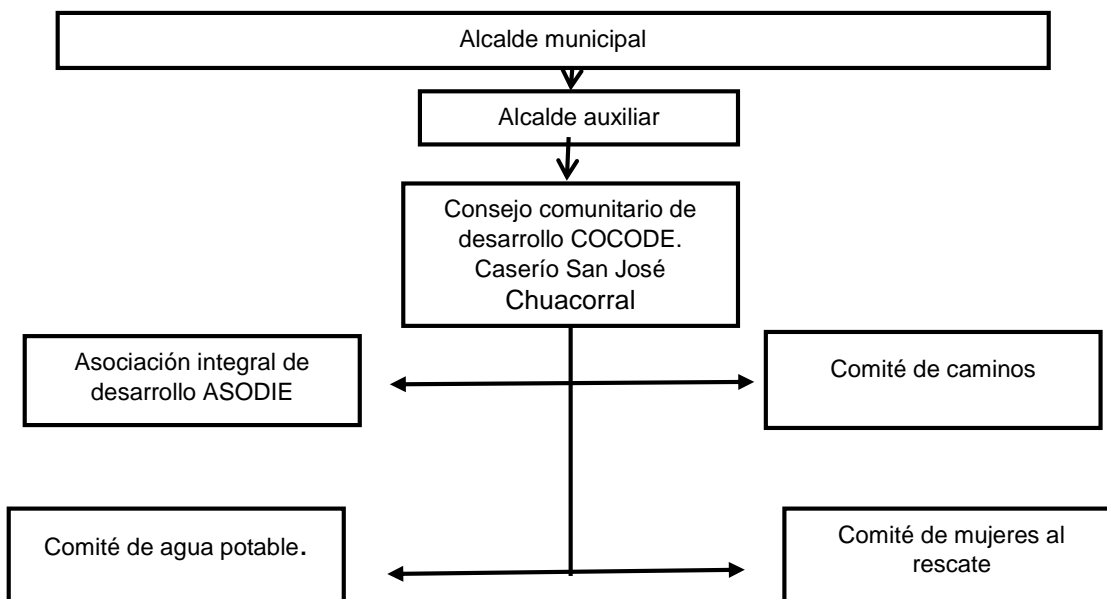 Alcalde municipal
Alcalde auxiliar
Consejo comunitario de
desarrollo COCODE.
Caserío San José
Chuacorral
Asociación integral de
desarrollo ASODIE
Comité de caminos
Comité de agua potable.
Comité de mujeres al
rescate